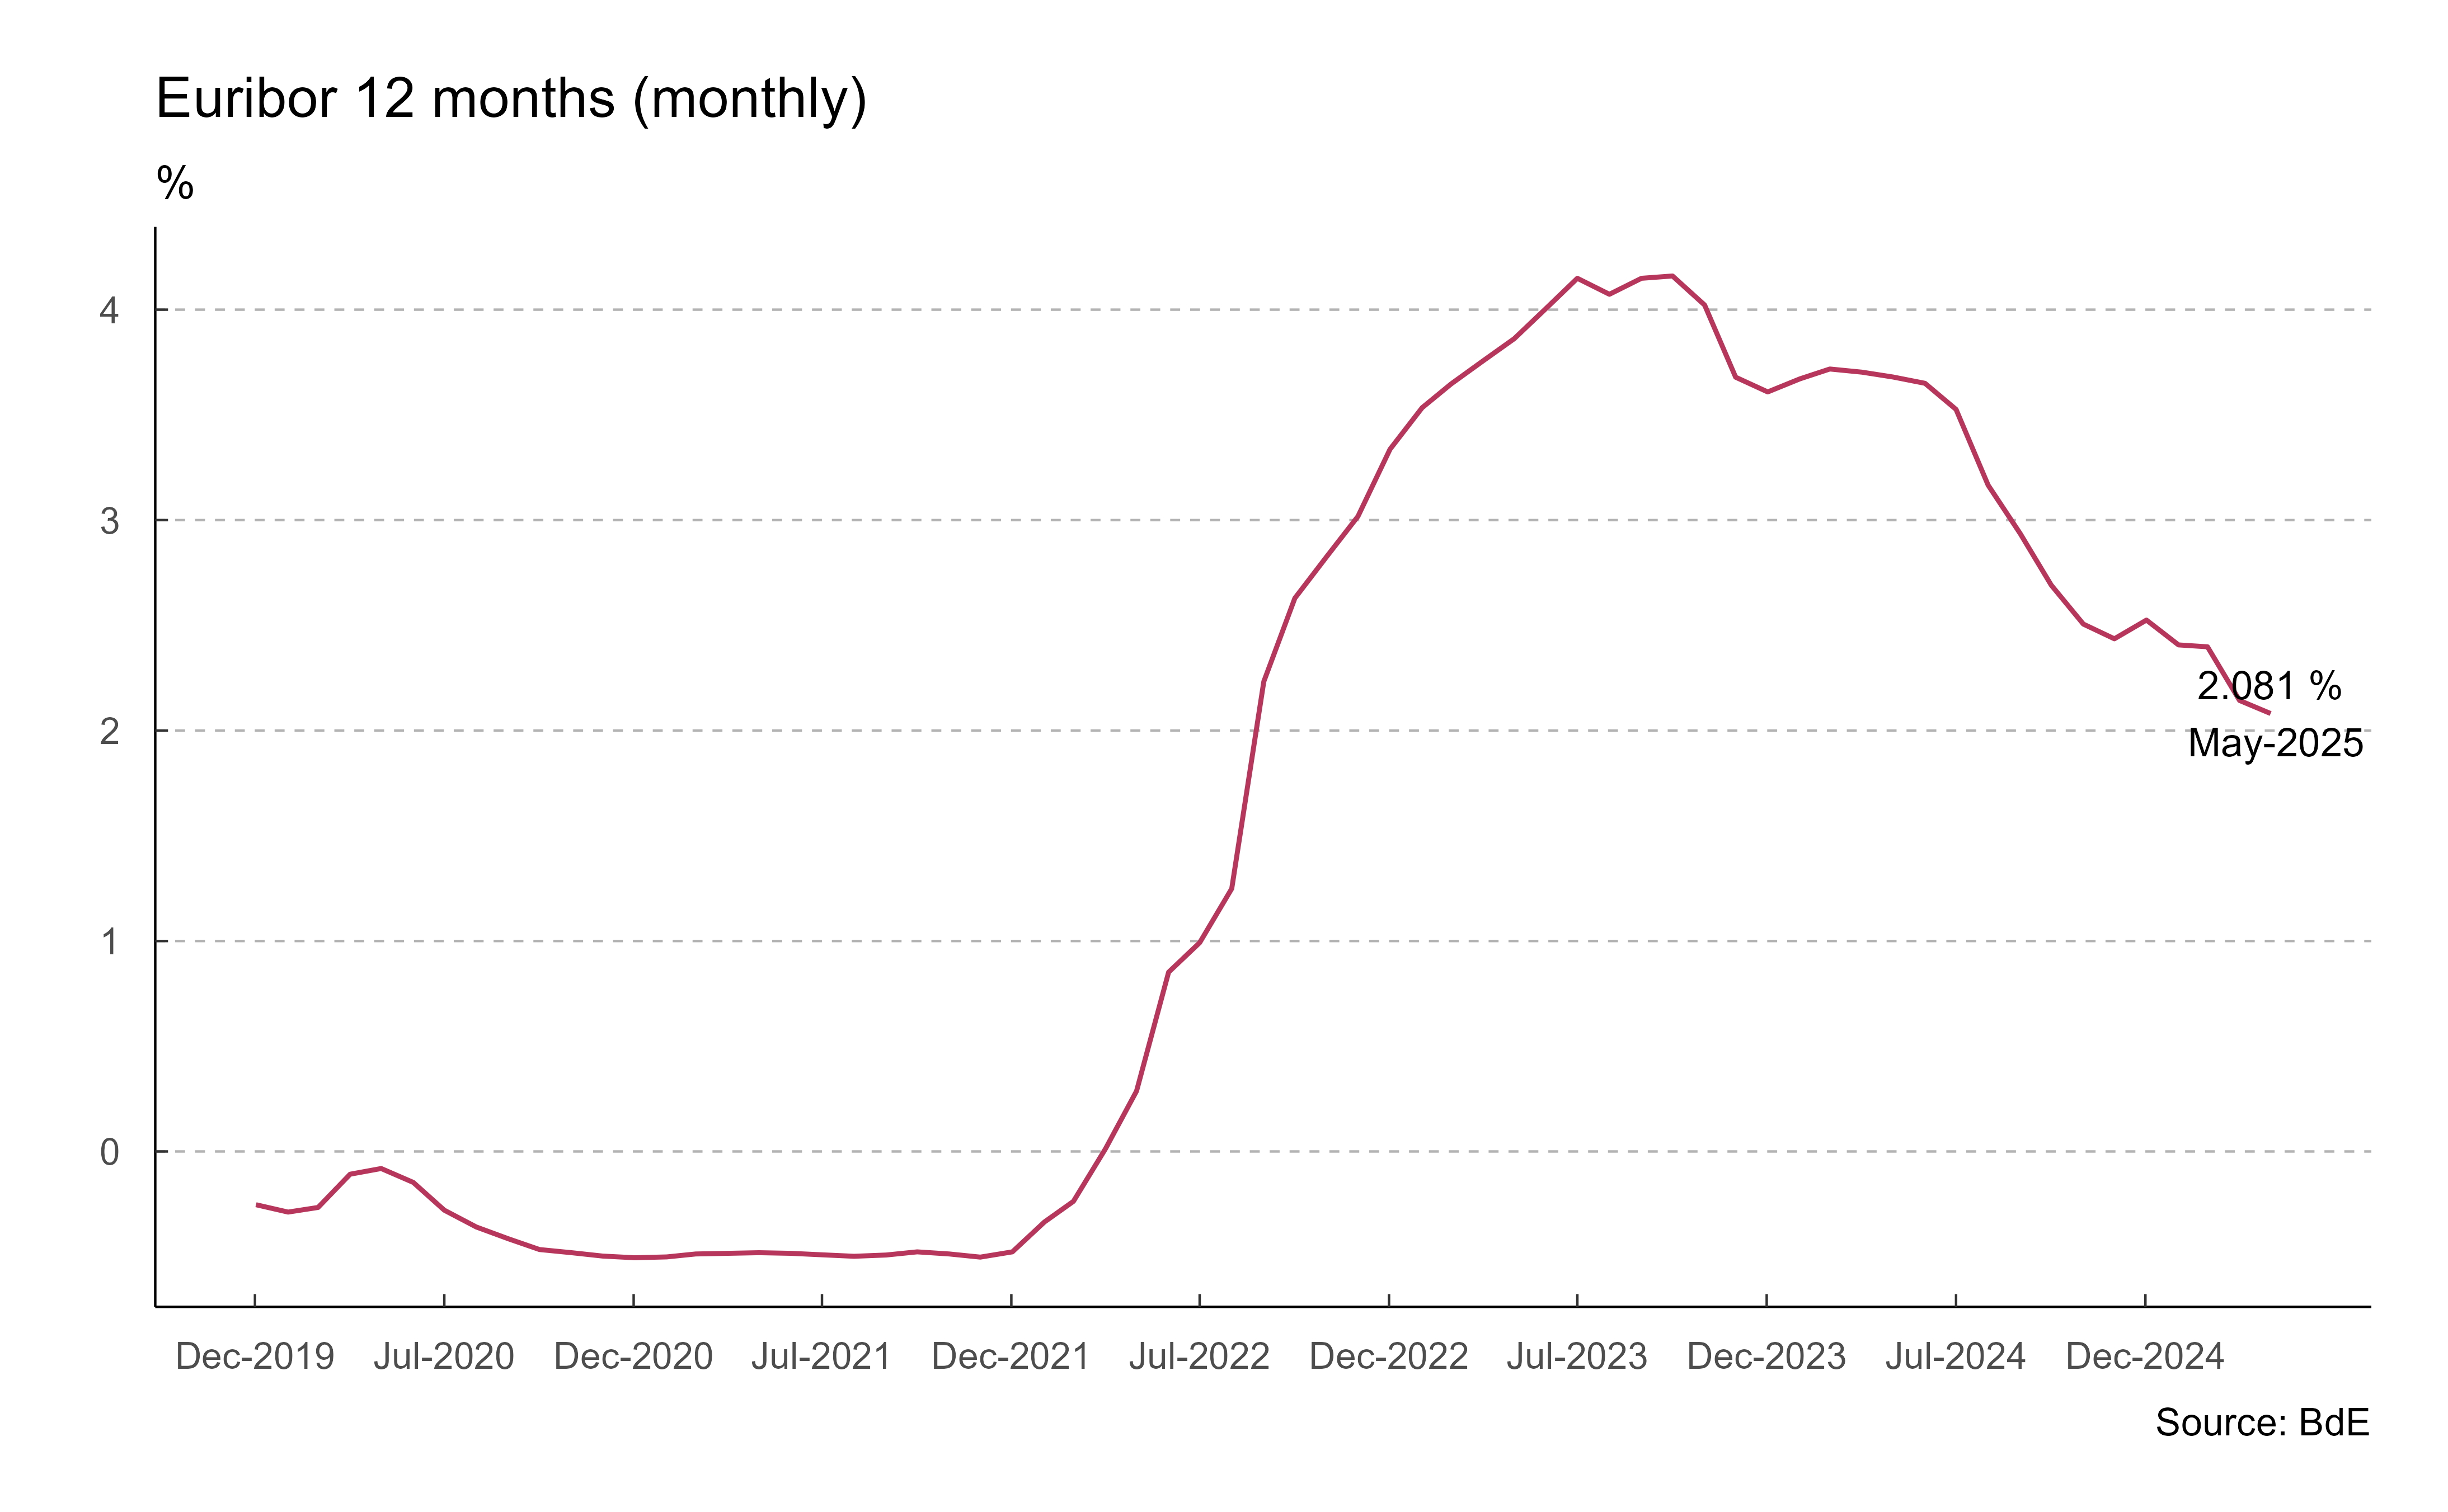 Euribor 12 months (monthly)
%
4
3
2
1
0
2.081 %
May-2025
Dec-2019 Jul-2020 Dec-2020 Jul-2021 Dec-2021 Jul-2022 Dec-2022 Jul-2023 Dec-2023 Jul-2024 Dec-2024
Source: BdE